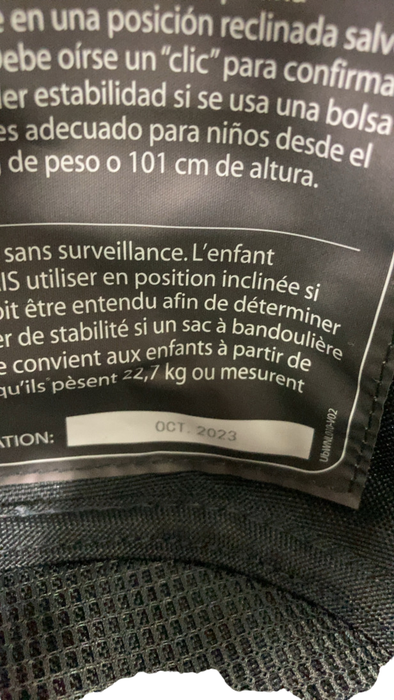 e en una posición reclinada salv
Debe oírse un "clic" para confirma
der estabilidad si se usa una bolsa
es adecuado para niños desde el
de peso o 101 cm de altura.
sans surveillance. L'enfant
IS utiliser en position inclinée si
oit être entendu afin de déterminer
er de stabilité si un sac à bandoulière
e convient aux enfants à partir de
qu'ils pèsent 22,7 kg ou mesurent
ATION: OCT. 2023